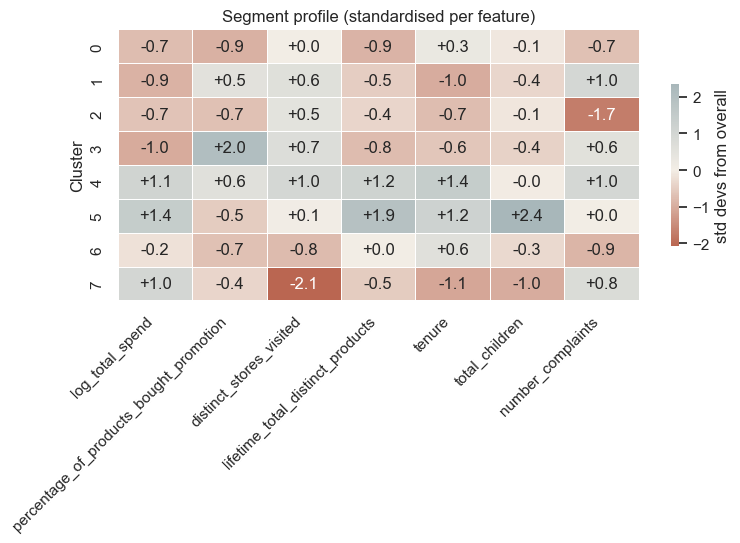 Segment profile (standardised per feature)
Cluster
0 -0.7 -0.9 +0.0 -0.9 +0.3 -0.1 -0.7
1 -0.9 +0.5 +0.6 -0.5 -1.0 -0.4 +1.0
2 -0.7 -0.7 +0.5 -0.4 -0.7 -0.1 -1.7
3 -1.0 +2.0 +0.7 -0.8 -0.6 -0.4 +0.6
4 +1.1 +0.6 +1.0 +1.2 +1.4 -0.0 +1.0
5 +1.4 -0.5 +0.1 +1.9 +1.2 +2.4 +0.0
6 -0.2 -0.7 -0.8 +0.0 +0.6 -0.3 -0.9
7 +1.0 -0.4 -2.1 -0.5 -1.1 -1.0 +0.8
log_total_spend
percentage_of_products_bought_promotion
distinct_stores_visited
lifetime_total_distinct_products
tenure
total_children
number_complaints
2
1
0
−1
−2
std devs from overall